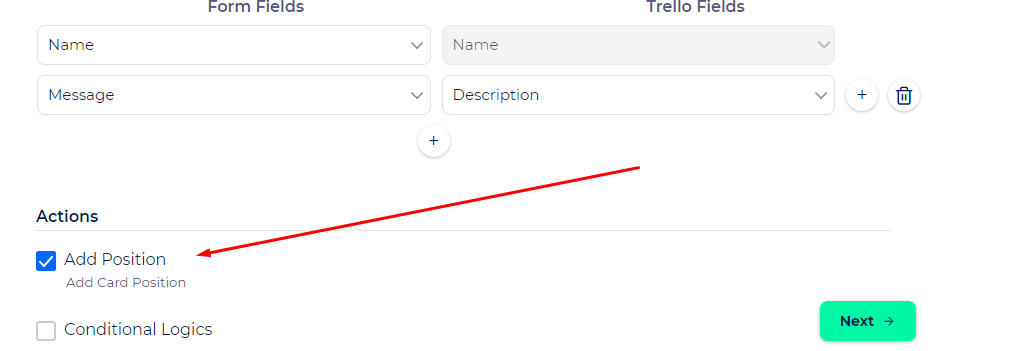 Form Fields Trello Fields
Name Name
Message Description
Actions
Add Position
Add Card Position
Conditional Logics
Next